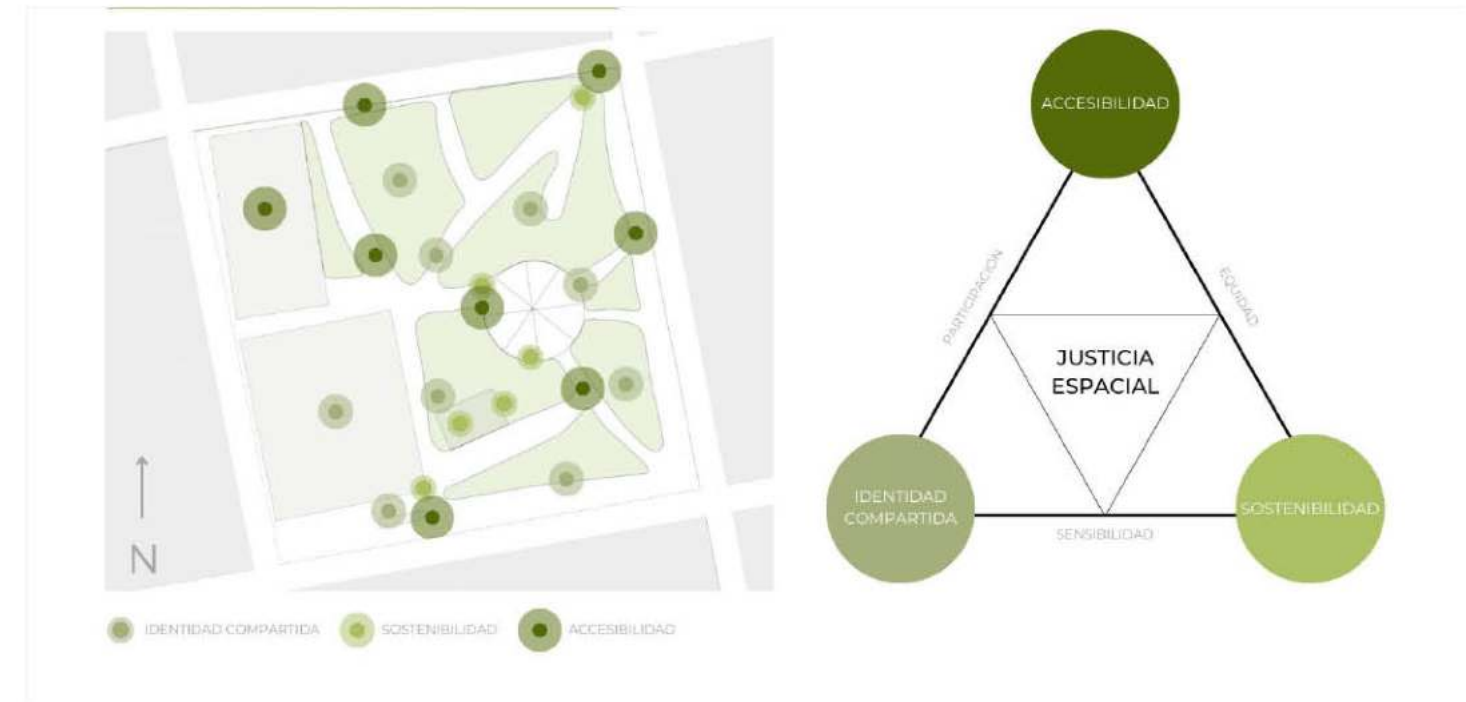 N
IDENTIDAD COMPARTIDA
SOSTENIBILIDAD
ACCESIBILIDAD
ACCESIBILIDAD
PARTICIPACIÓN
EQUIDAD
JUSTICIA
ESPACIAL
IDENTIDAD
COMPARTIDA
SOSTENIBILIDAD
SENSIBILIDAD